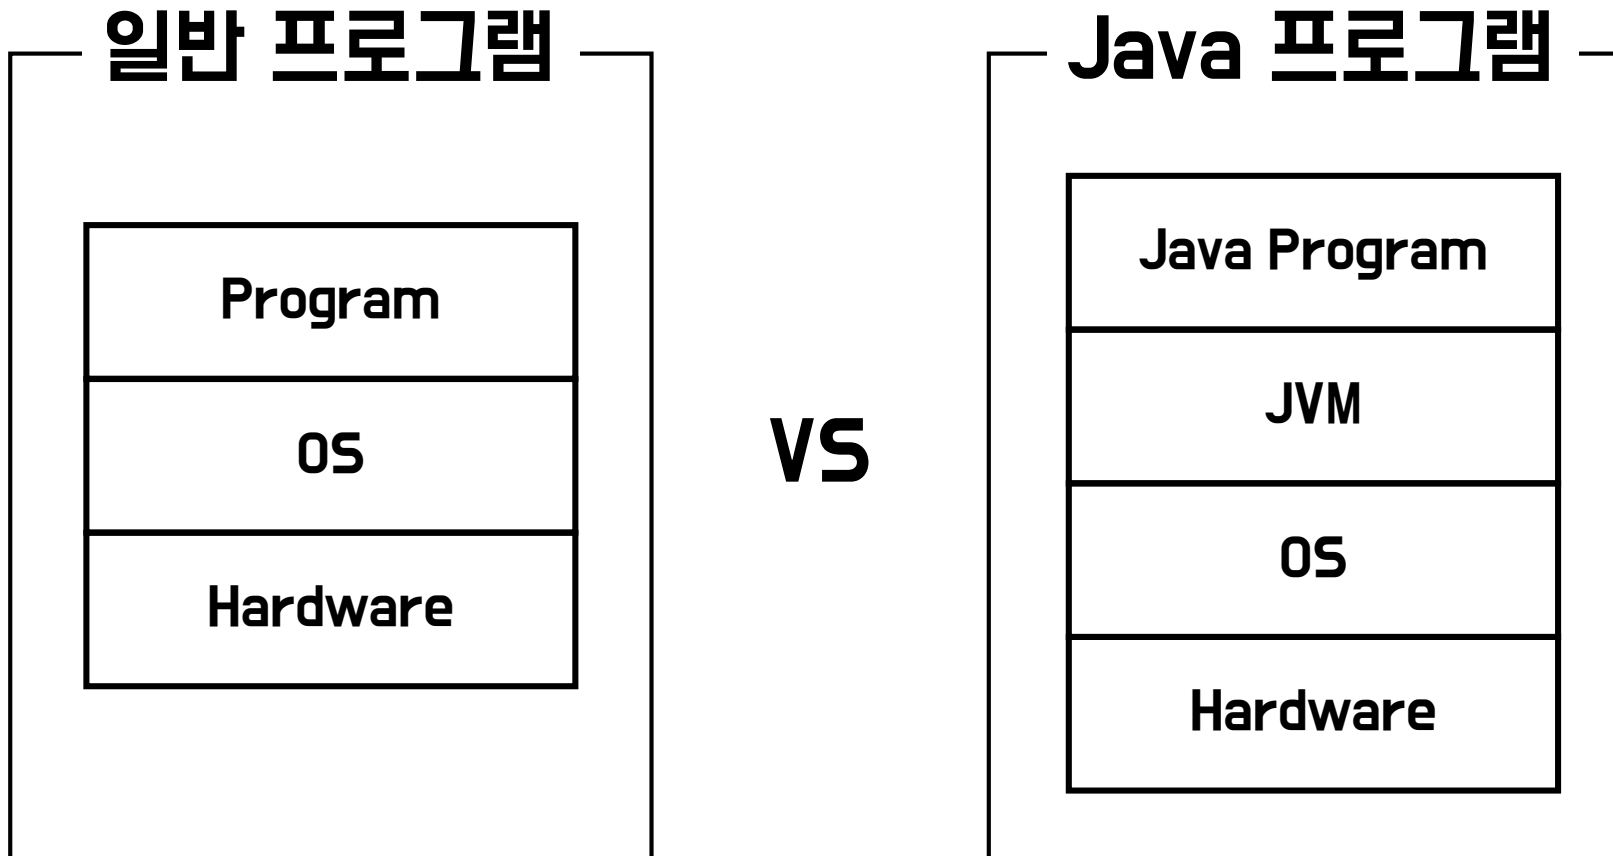 일반 프로그램
Program
OS
Hardware
VS
Java 프로그램
Java Program
JVM
OS
Hardware